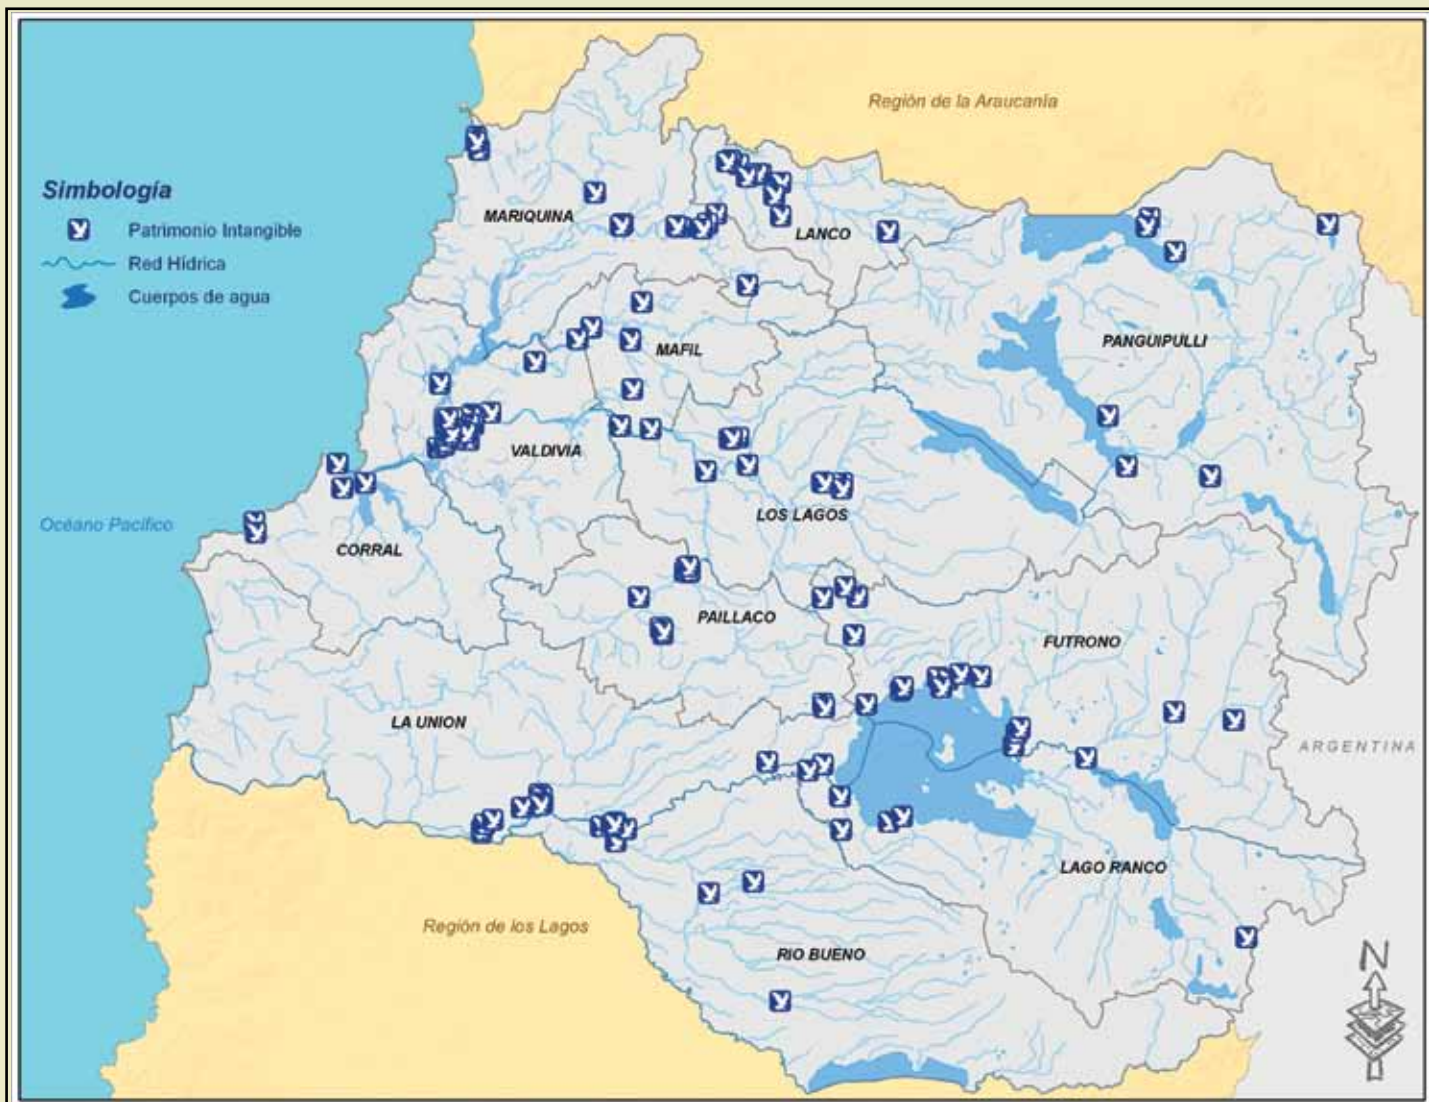 Región de la Araucanía
Simbología
Patrimonio Intangible
Red Hídrica
Cuerpos de agua
MARIQUINA
LANCO
PANGUIPULLI
MAFIL
VALDIVIA
LOS LAGOS
Océano Pacífico
CORRAL
PAILLACO
FUTRONO
LA UNION
ARGENTINA
LAGO RANCO
Región de los Lagos
RIO BUENO
N